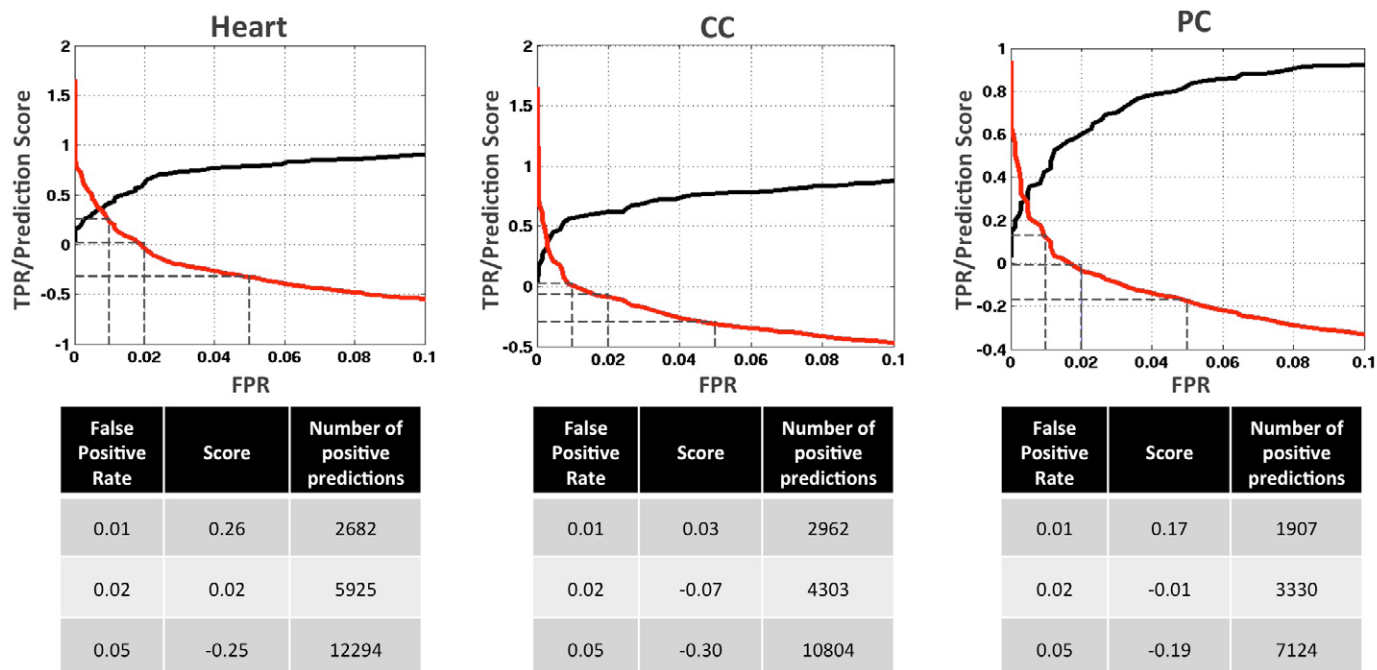 Heart
TPR/Prediction Score
2
1.5
1
0.5
0
-0.5
-1
0
0.02
0.04
0.06
0.08
0.1
CC
TPR/Prediction Score
2
1.5
1
0.5
0
-0.5
0
0.02
0.04
0.06
0.08
0.1
PC
TPR/Prediction Score
1
0.8
0.6
0.4
0.2
0
-0.2
-0.4
0
0.02
0.04
0.06
0.08
0.1
FPR
FPR
FPR
False
Positive
Rate
Score
Number of
positive
predictions
0.01 0.26 2682
0.02 0.02 5925
0.05 -0.25 12294
False
Positive
Rate
Score
Number of
positive
predictions
0.01 0.03 2962
0.02 -0.07 4303
0.05 -0.30 10804
False
Positive
Rate
Score
Number of
positive
predictions
0.01 0.17 1907
0.02 -0.01 3330
0.05 -0.19 7124